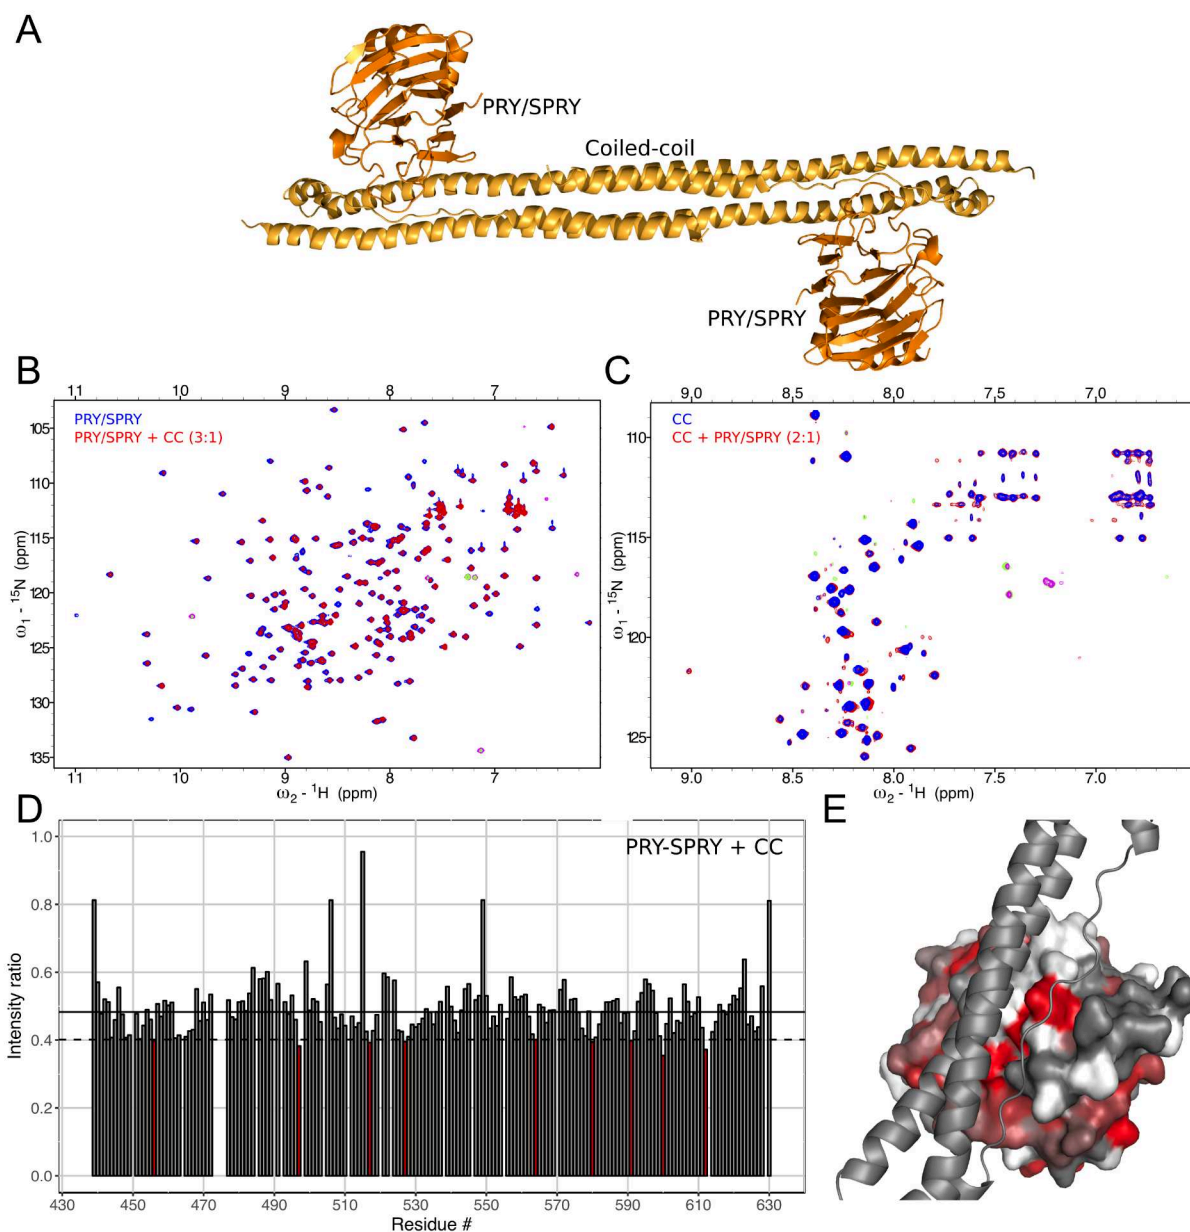 A
PRY/SPRY
Coiled-coil
PRY/SPRY
B
11 10 9 8 7
PRY/SPRY
PRY/SPRY + CC (3:1)
105
110
115
120
125
130
135
ω1 - 15N (ppm)
11 10 9 8 7
ω2 - 1H (ppm)
C
9.0 8.5 8.0 7.5 7.0
CC
CC + PRY/SPRY (2:1)
110
115
120
125
ω1 - 15N (ppm)
9.0 8.5 8.0 7.5 7.0
ω2 - 1H (ppm)
D
PRY-SPRY + CC
1.0
0.8
0.6
0.4
0.2
0.0
Intensity ratio
430 450 470 490 510 530 550 570 590 610 630
Residue #
E